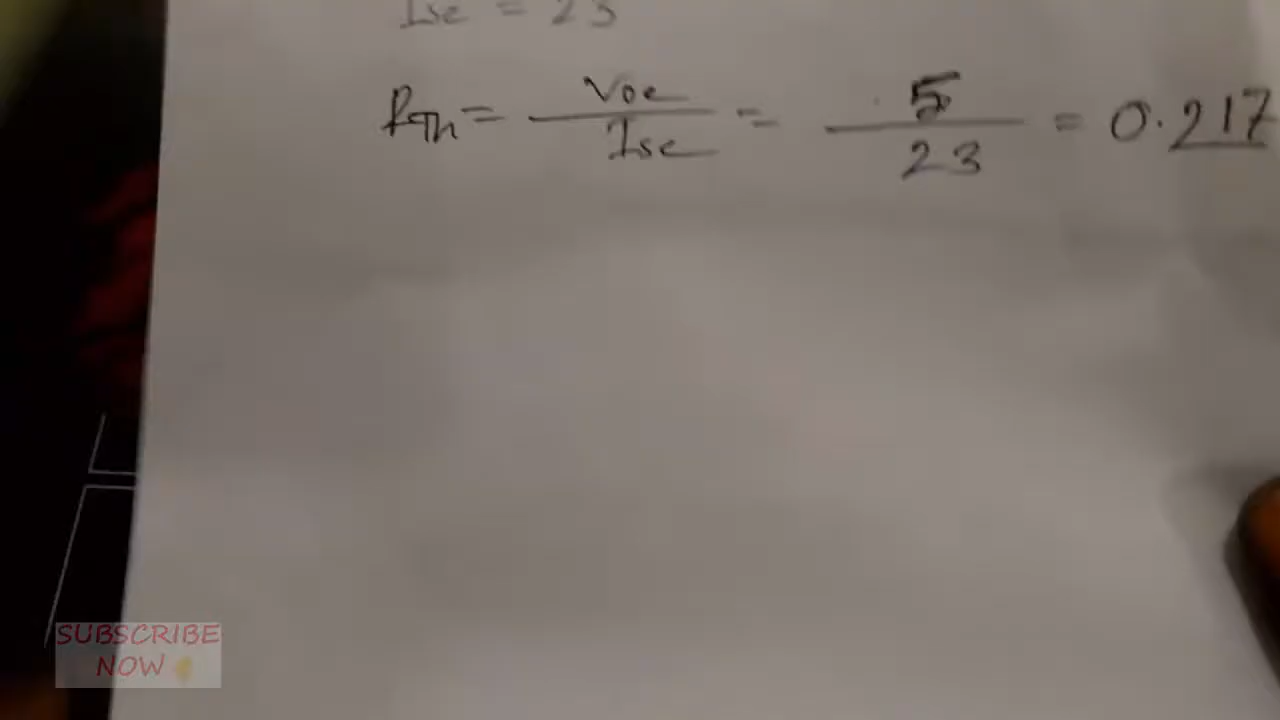 Isc = 23
RTh = Voc / Isc = 5 / 23 = 0.217
SUBSCRIBE
NOW